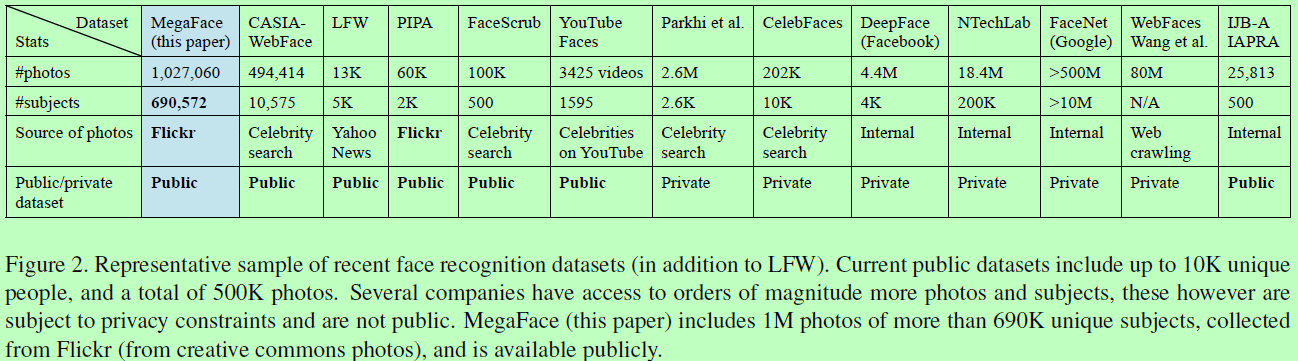 Dataset MegaFace CASIA- LFW PIPA FaceScrub YouTube Parkhi et al. CelebFaces DeepFace NTechLab FaceNet WebFaces IJB-A
Stats (this paper) WebFace Faces (Facebook) (Google) Wang et al. IAPRA
#photos 1,027,060 494,414 13K 60K 100K 3425 videos 2.6M 202K 4.4M 18.4M >500M 80M 25,813
#subjects 690,572 10,575 5K 2K 500 1595 2.6K 10K 4K 200K >10M N/A 500
Source of photos Flickr Celebrity Yahoo Flickr Celebrity Celebrities Celebrity Celebrity Internal Internal Internal Web Internal
search News search on YouTube search search crawling
Public/private Public Public Public Public Public Public Private Private Private Private Private Private Public
dataset
Figure 2. Representative sample of recent face recognition datasets (in addition to LFW). Current public datasets include up to 10K unique
people, and a total of 500K photos. Several companies have access to orders of magnitude more photos and subjects, these however are
subject to privacy constraints and are not public. MegaFace (this paper) includes 1M photos of more than 690K unique subjects, collected
from Flickr (from creative commons photos), and is available publicly.